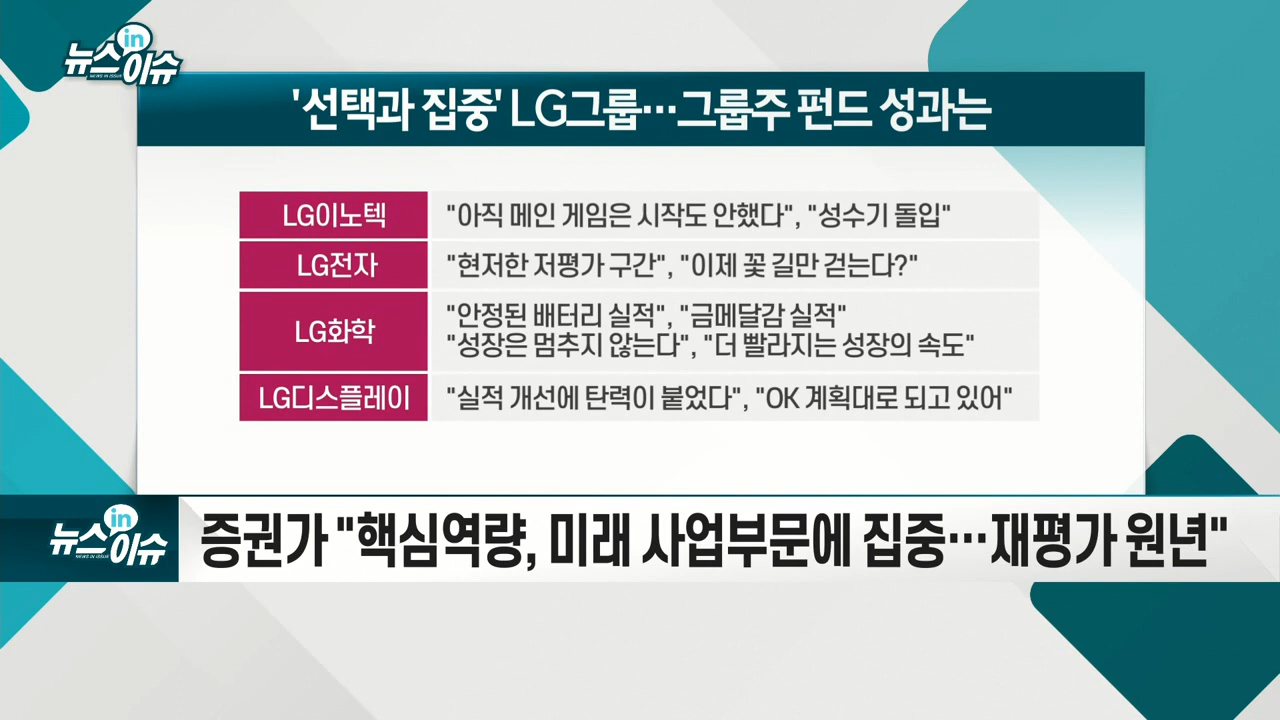 뉴스in이슈
NEWS IN ISSUE
'선택과 집중' LG그룹…그룹주 펀드 성과는
LG이노텍 "아직 메인 게임은 시작도 안했다", "성수기 돌입"
LG전자 "현저한 저평가 구간", "이제 꽃 길만 걷는다?"
LG화학 "안정된 배터리 실적", "금메달감 실적"
"성장은 멈추지 않는다", "더 빨라지는 성장의 속도"
LG디스플레이 "실적 개선에 탄력이 붙었다", "OK 계획대로 되고 있어"
뉴스in이슈
NEWS IN ISSUE
증권가 "핵심역량, 미래 사업부문에 집중…재평가 원년"